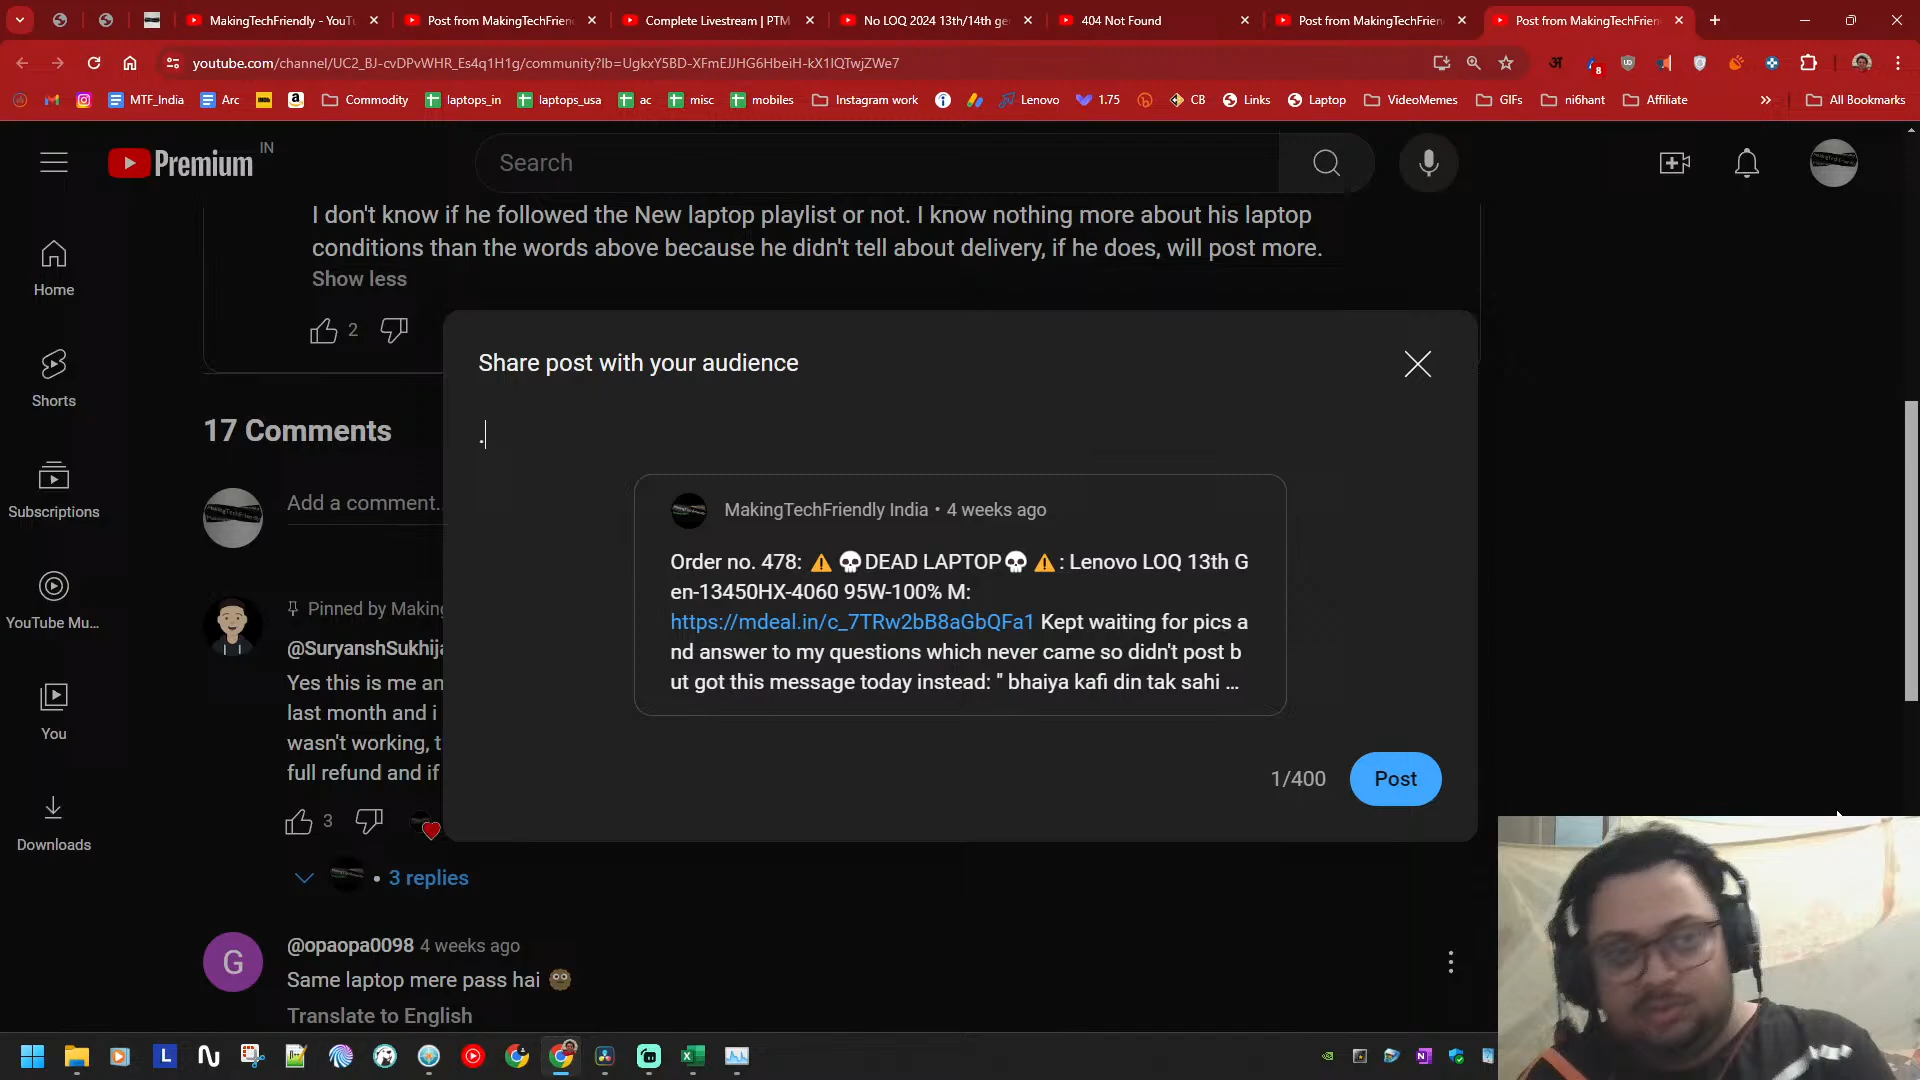 MakingTechFriendly - YouT
Post from MakingTechFrien
Complete Livestream | PTM
No LOQ 2024 13th/14th ge
404 Not Found
Post from MakingTechFrien
Post from MakingTechFrien
youtube.com/channel/UC2_BJ-cvDPvWHR_Es4q1H1g/community?lb=UgkxY5BD-XFmEJJHG6HbeiH-kX1lQTwjZWe7
MTF_India
Arc
Commodity
laptops_in
laptops_usa
ac
misc
mobiles
Instagram work
Lenovo
1.75
CB
Links
Laptop
VideoMemes
GIFs
ni6hant
Affiliate
All Bookmarks
Premium IN
Search
I don't know if he followed the New laptop playlist or not. I know nothing more about his laptop
conditions than the words above because he didn't tell about delivery, if he does, will post more.
Show less
2
Home
Shorts
Subscriptions
YouTube Mu...
You
Downloads
Share post with your audience
.
MakingTechFriendly India • 4 weeks ago
Order no. 478: ⚠️ 💀DEAD LAPTOP💀 ⚠️ : Lenovo LOQ 13th G
en-13450HX-4060 95W-100% M:
https://mdeal.in/c_7TRw2bB8aGbQFa1 Kept waiting for pics a
nd answer to my questions which never came so didn't post b
ut got this message today instead: " bhaiya kafi din tak sahi ...
1/400
Post
17 Comments
Add a comment..
Pinned by Making
@SuryanshSukhija
Yes this is me an
last month and i
wasn't working, t
full refund and if
3
3 replies
G
@opaopa0098 4 weeks ago
Same laptop mere pass hai
Translate to English